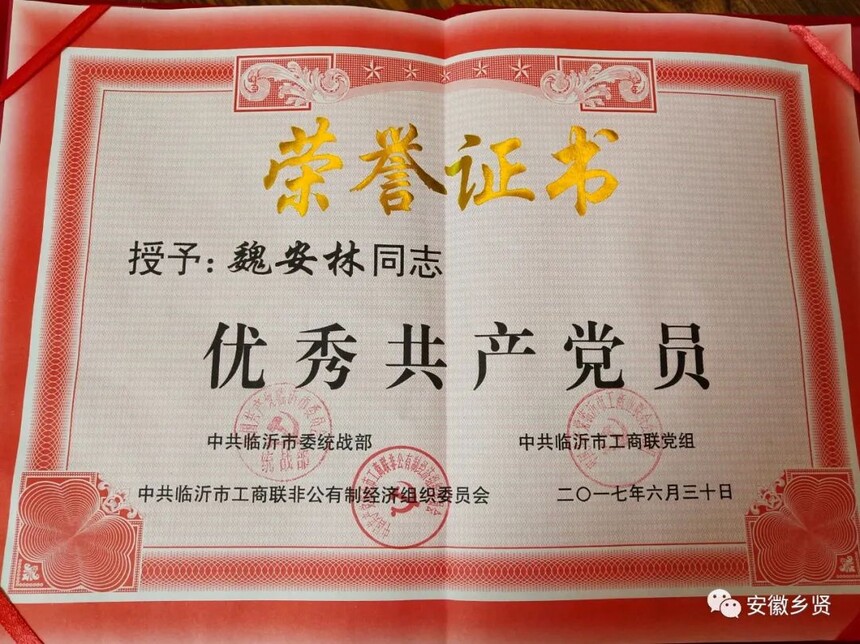 荣誉证书
授予：魏安林同志
优秀共产党员
中共临沂市委统战部 中共临沂市工商联党组
中共临沂市工商联非公有制经济组织委员会 二〇一七年六月三十日
安徽乡贤